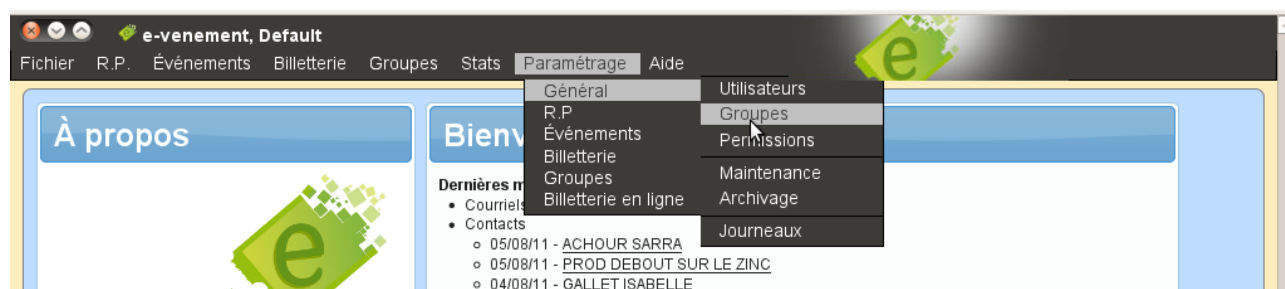 e-venement, Default
Fichier R.P. Événements Billetterie Groupes Stats Paramétrage Aide
Général
R.P
Événements
Billetterie
Groupes
Billetterie en ligne
Utilisateurs
Groupes
Permissions
Maintenance
Archivage
Journeaux
À propos
e
e
Dernières
Courriels
Contacts
05/08/11 - ACHOUR SARRA
05/08/11 - PROD DEBOUT SUR LE ZINC
04/08/11 - GALLET ISABELLE